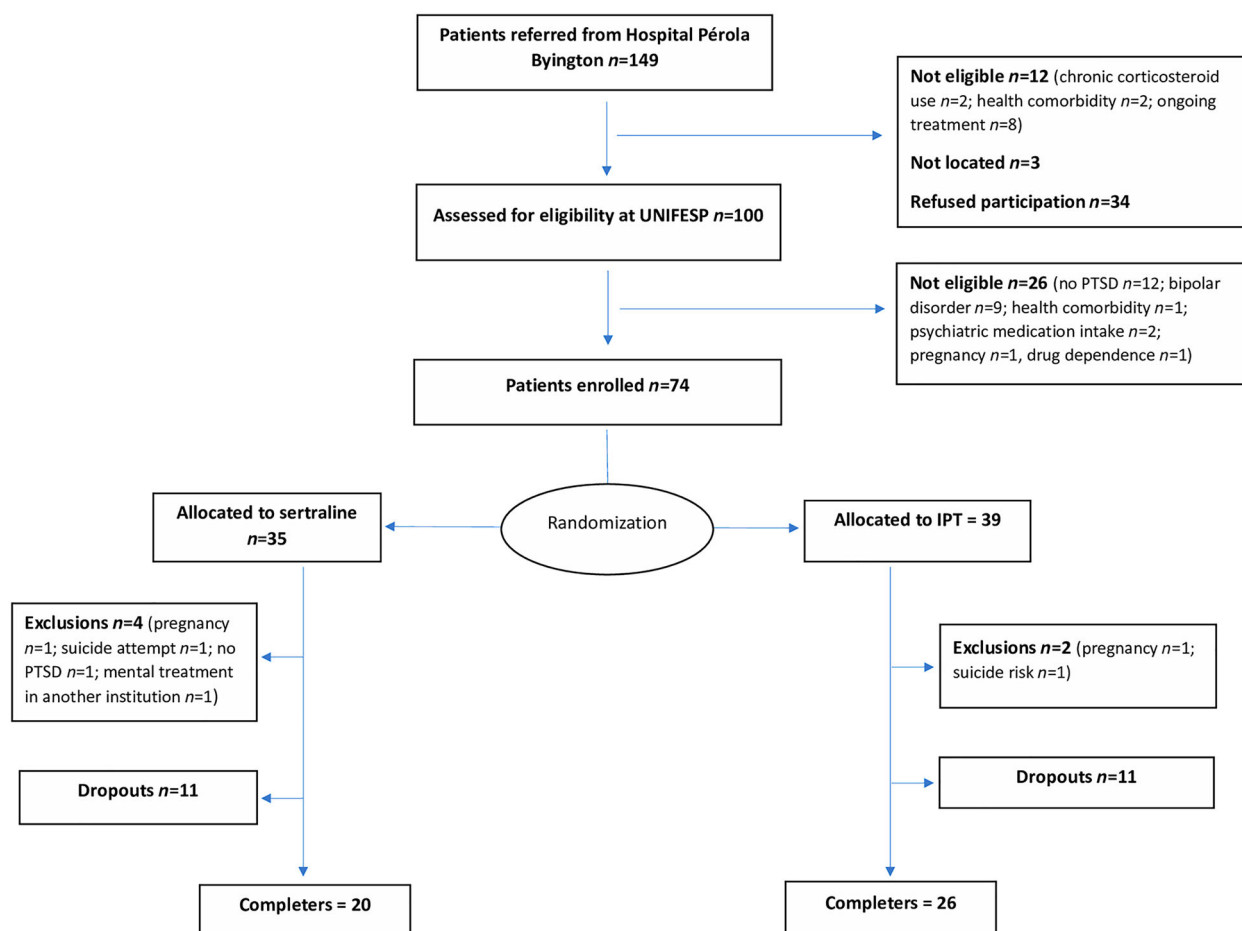 Patients referred from Hospital Pérola
Byington n=149
Not eligible n=12 (chronic corticosteroid
use n=2; health comorbidity n=2; ongoing
treatment n=8)
Not located n=3
Refused participation n=34
Assessed for eligibility at UNIFESP n=100
Not eligible n=26 (no PTSD n=12; bipolar
disorder n=9; health comorbidity n=1;
psychiatric medication intake n=2;
pregnancy n=1, drug dependence n=1)
Patients enrolled n=74
Randomization
Allocated to sertraline
n=35
Allocated to IPT = 39
Exclusions n=4 (pregnancy
n=1; suicide attempt n=1; no
PTSD n=1; mental treatment
in another institution n=1)
Exclusions n=2 (pregnancy n=1;
suicide risk n=1)
Dropouts n=11
Dropouts n=11
Completers = 20
Completers = 26